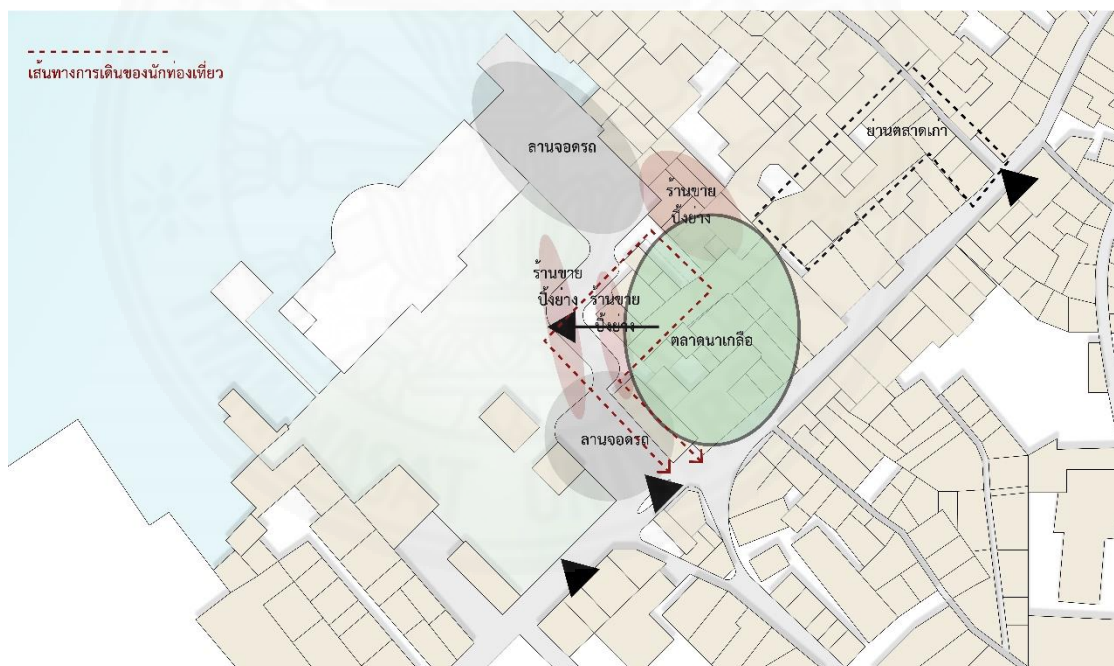 เส้นทางการเดินของนักท่องเที่ยว
ลานจอดรถ
ย่านตลาดเก่า
ร้านขาย
ปิ้งย่าง
ร้านขาย
ปิ้งย่าง
ร้านขาย
ปิ้งย่าง
ตลาดนาเกลือ
ลานจอดรถ